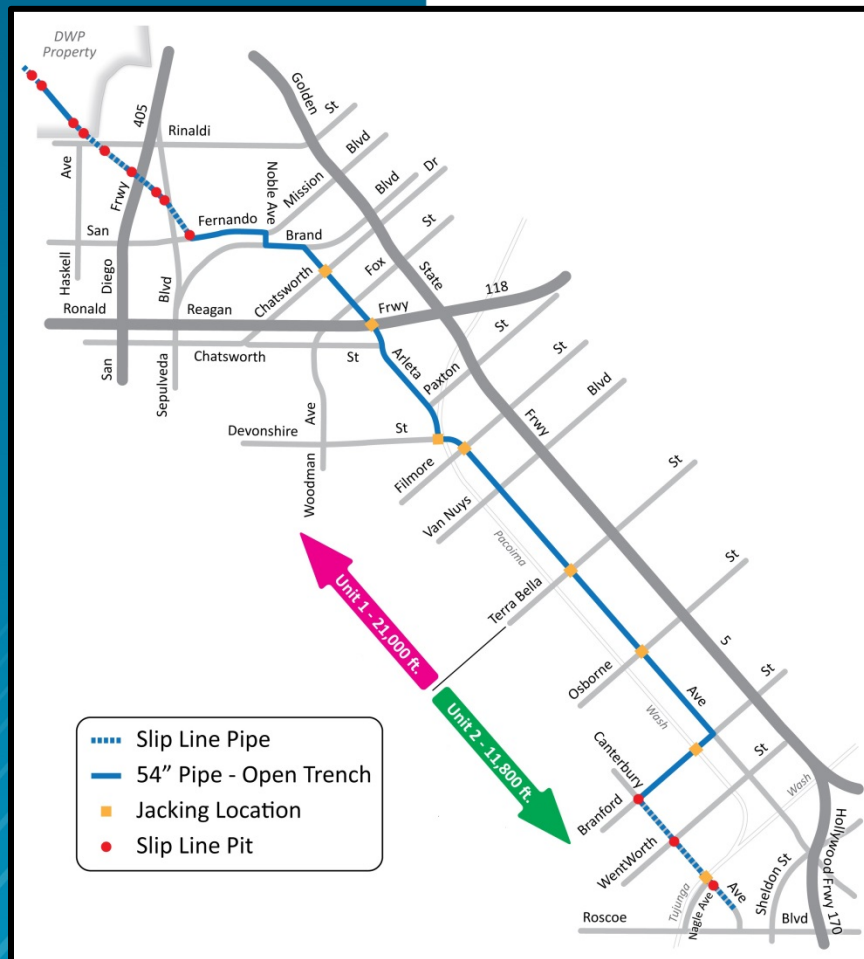 DWP
Property
405
Golden
St
Rinaldi
Blvd
Ave
Noble Ave
Mission
Blvd
Dr
Frwy
Fernando
St
San
Brand
Haskell
Diego
Blvd
Chatsworth
Fox
State
118
Ronald
Reagan
Frwy
St
San
Sepulveda
Chatsworth
St
Arleta
Paxton
St
Blvd
Ave
Frwy
Devonshire
St
Woodman
Filmore
St
Van Nuys
Pacoima
Unit 1 - 21,000 ft.
Terra Bella
St
5
Osborne
Ave
St
Unit 2 - 11,800 ft.
Wash
St
Canterbury
Wash
Branford
Hollywood Frwy 170
WentWorth
Sheldon St
Ave
Tujunga
Nagle Ave
Roscoe
Blvd
Slip Line Pipe
54” Pipe - Open Trench
Jacking Location
Slip Line Pit